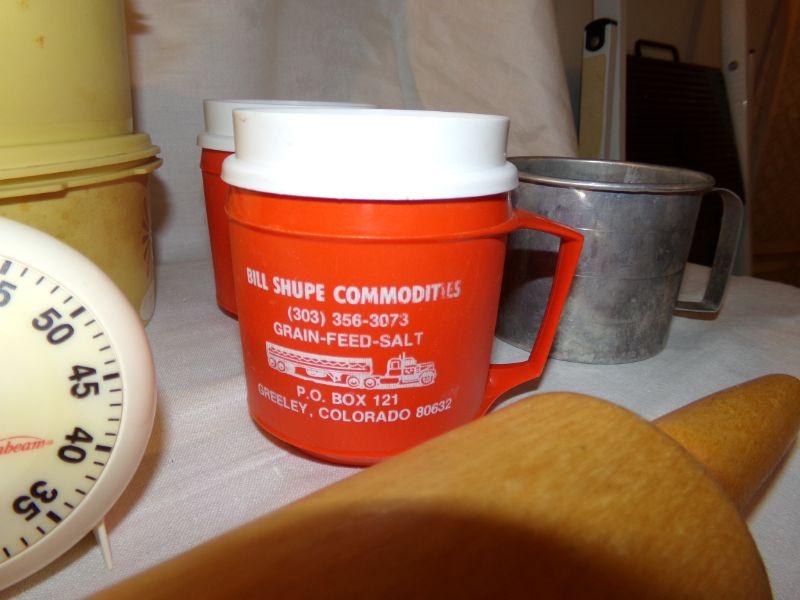 BILL SHUPE COMMODITIES
(303) 356-3073
GRAIN-FEED-SALT
P.O. BOX 121
GREELEY, COLORADO 80632
50
45
40
35